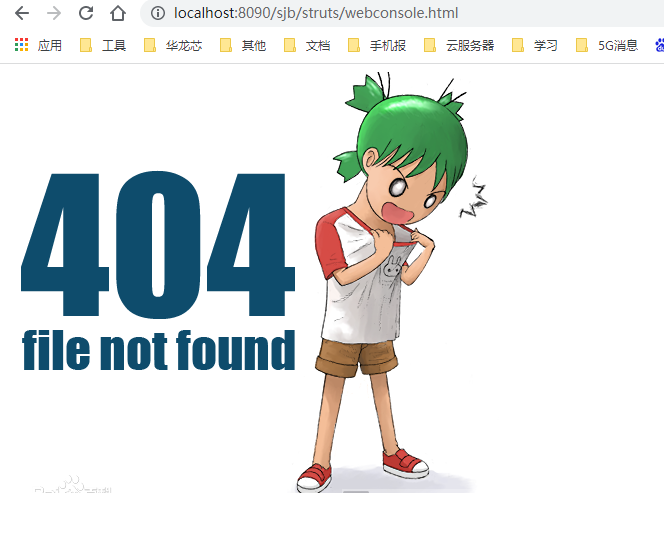 localhost:8090/sjb/struts/webconsole.html
应用 工具 华龙芯 其他 文档 手机报 云服务器 学习 5G消息
404
file not found